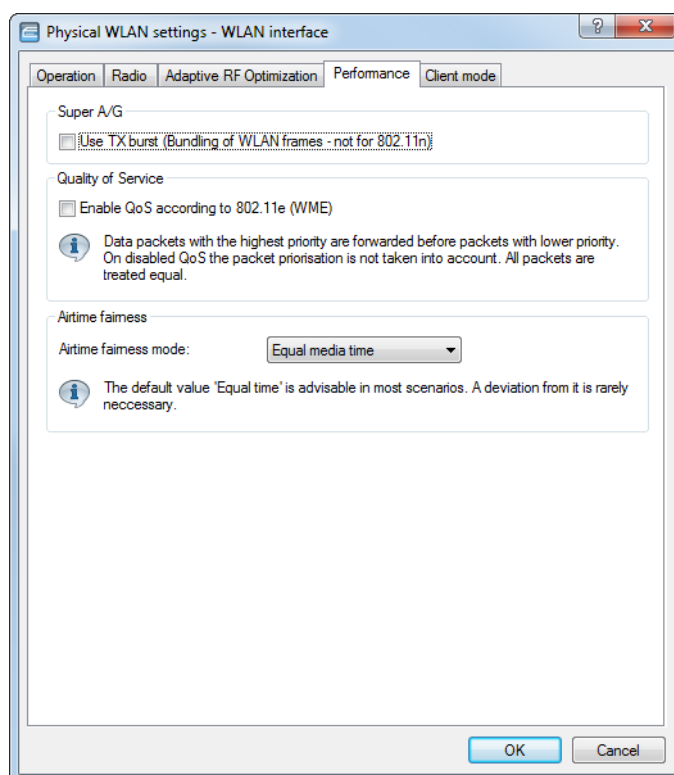 Physical WLAN settings - WLAN interface
Operation
Radio
Adaptive RF Optimization
Performance
Client mode
Super A/G
Use TX burst (Bundling of WLAN frames - not for 802.11n)
Quality of Service
Enable QoS according to 802.11e (WME)
Data packets with the highest priority are forwarded before packets with lower priority.
On disabled QoS the packet priorisation is not taken into account. All packets are
treated equal.
Airtime fairness
Airtime fairness mode:
Equal media time
The default value 'Equal time' is advisable in most scenarios. A deviation from it is rarely
neccessary.
OK
Cancel